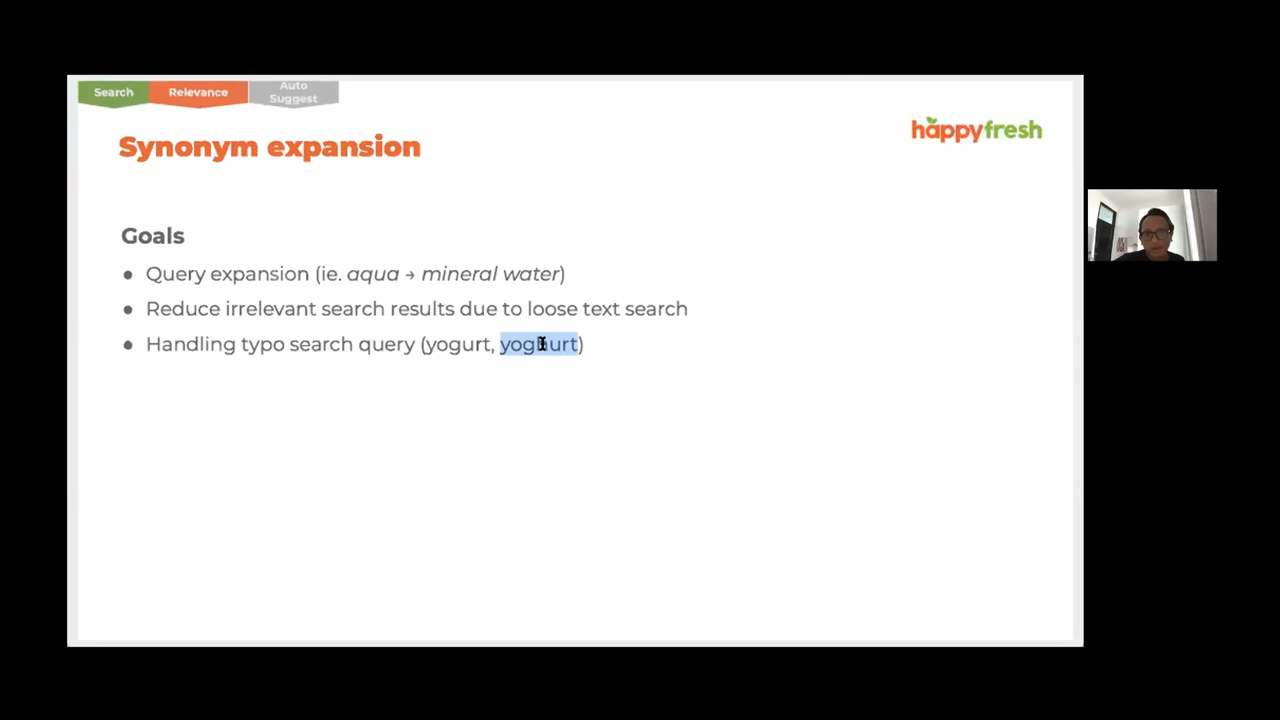 Search
Relevance
Auto
Suggest
happyfresh
Synonym expansion
Goals
● Query expansion (ie. aqua → mineral water)
● Reduce irrelevant search results due to loose text search
● Handling typo search query (yogurt, yoghurt)